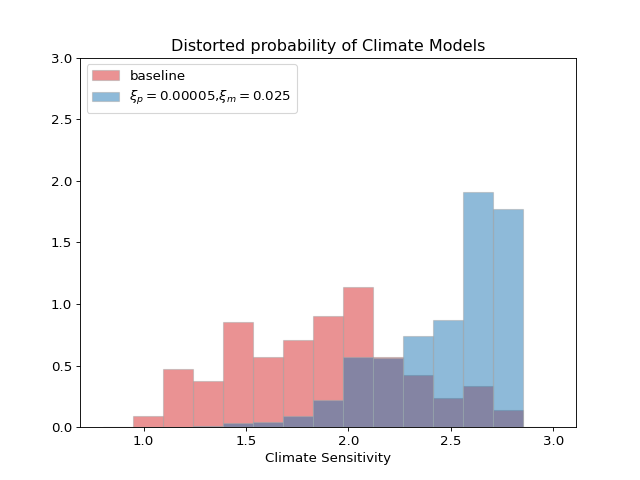 Distorted probability of Climate Models
baseline
ξp = 0.00005,ξm = 0.025
3.0
2.5
2.0
1.5
1.0
0.5
0.0
1.0 1.5 2.0 2.5 3.0
Climate Sensitivity